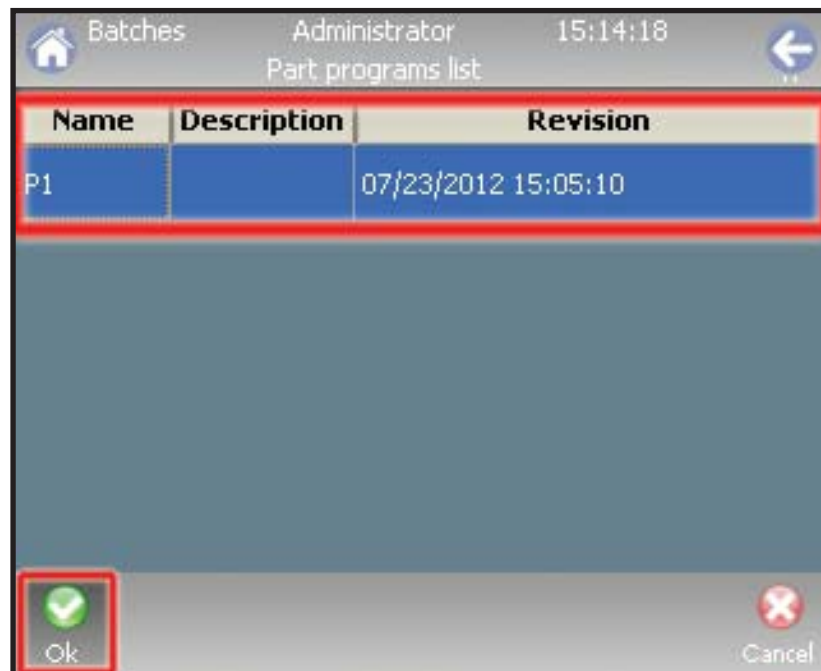 Batches Administrator 15:14:18
Part programs list
Name Description Revision
P1 07/23/2012 15:05:10
Ok Cancel